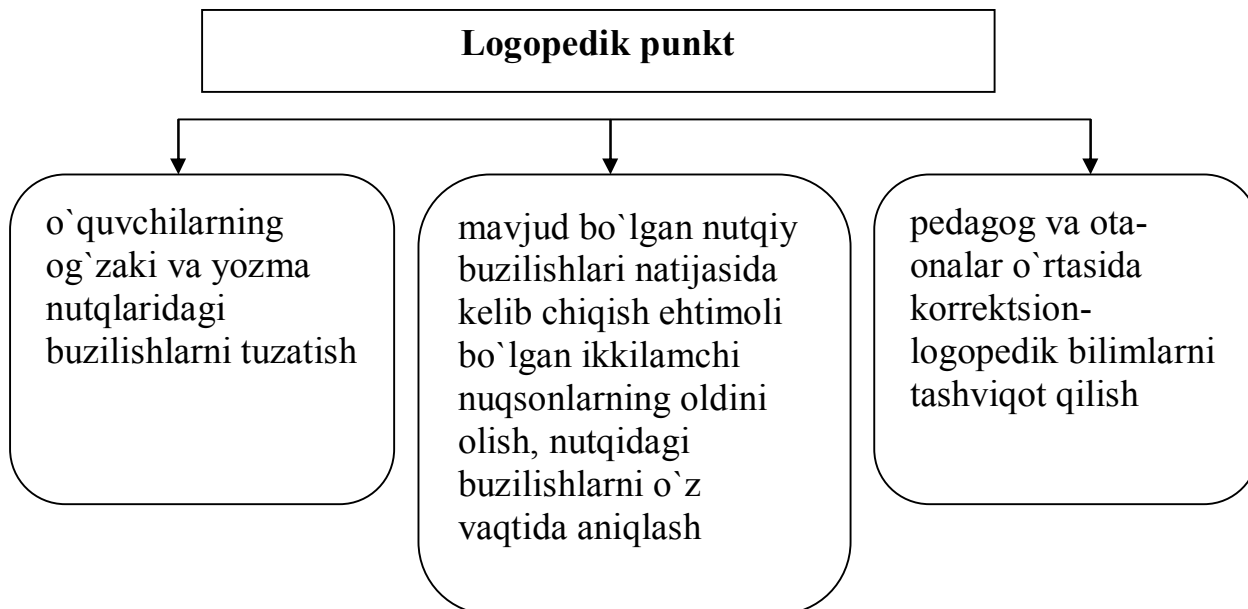 Logopedik punkt
o`quvchilarning
og`zaki va yozma
nutqlaridagi
buzilishlarni tuzatish
mavjud bo`lgan nutqiy
buzilishlari natijasida
kelib chiqish ehtimoli
bo`lgan ikkilamchi
nuqsonlarning oldini
olish, nutqidagi
buzilishlarni o`z
vaqtida aniqlash
pedagog va ota-
onalar o`rtasida
korrektsion-
logopedik bilimlarni
tashviqot qilish